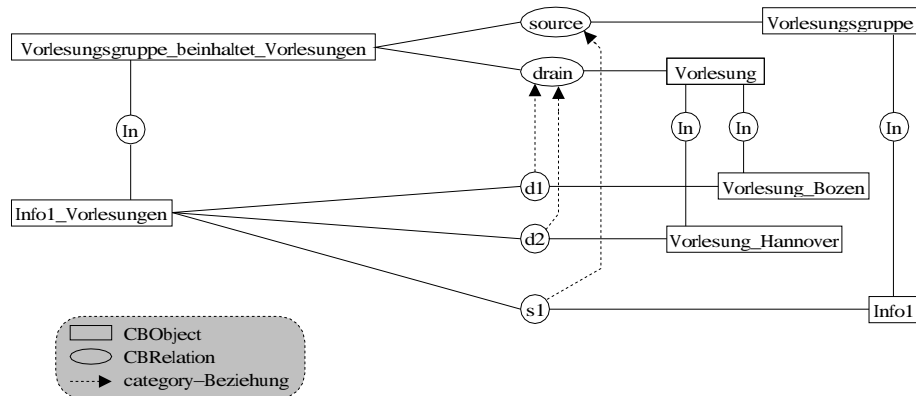 source
Vorlesungsgruppe
Vorlesungsgruppe_beinhaltet_Vorlesungen
drain
Vorlesung
In
In
In
In
d1
Vorlesung_Bozen
Info1_Vorlesungen
d2
Vorlesung_Hannover
s1
Info1
CBObject
CBRelation
category-Beziehung